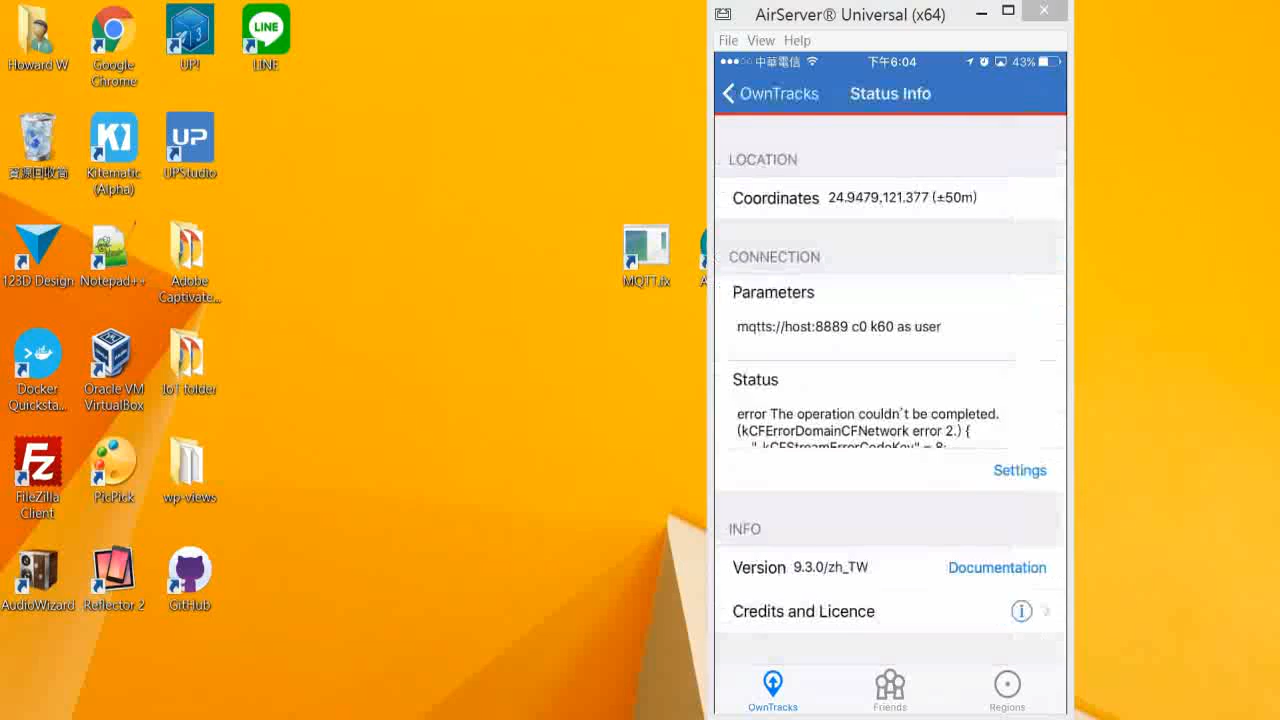 Howard W
Google
Chrome
UP!
LINE
資源回收筒
Kitematic
(Alpha)
UP
UPStudio
123D Design
Notepad++
Adobe
Captivate...
MQTT.fx
A
Docker
Quicksta...
Oracle VM
VirtualBox
IoT folder
FileZilla
Client
PicPick
wp-views
AudioWizard
Reflector 2
GitHub
AirServer® Universal (x64)
File View Help
中華電信 下午6:04 43%
OwnTracks Status Info
LOCATION
Coordinates 24.9479,121.377 (±50m)
CONNECTION
Parameters
mqtts://host:8889 c0 k60 as user
Status
error The operation couldn't be completed.
(kCFErrorDomainCFNetwork error 2.) {
"_kCFStreamErrorCodeKey" = 8;
Settings
INFO
Version 9.3.0/zh_TW Documentation
Credits and Licence
OwnTracks Friends Regions